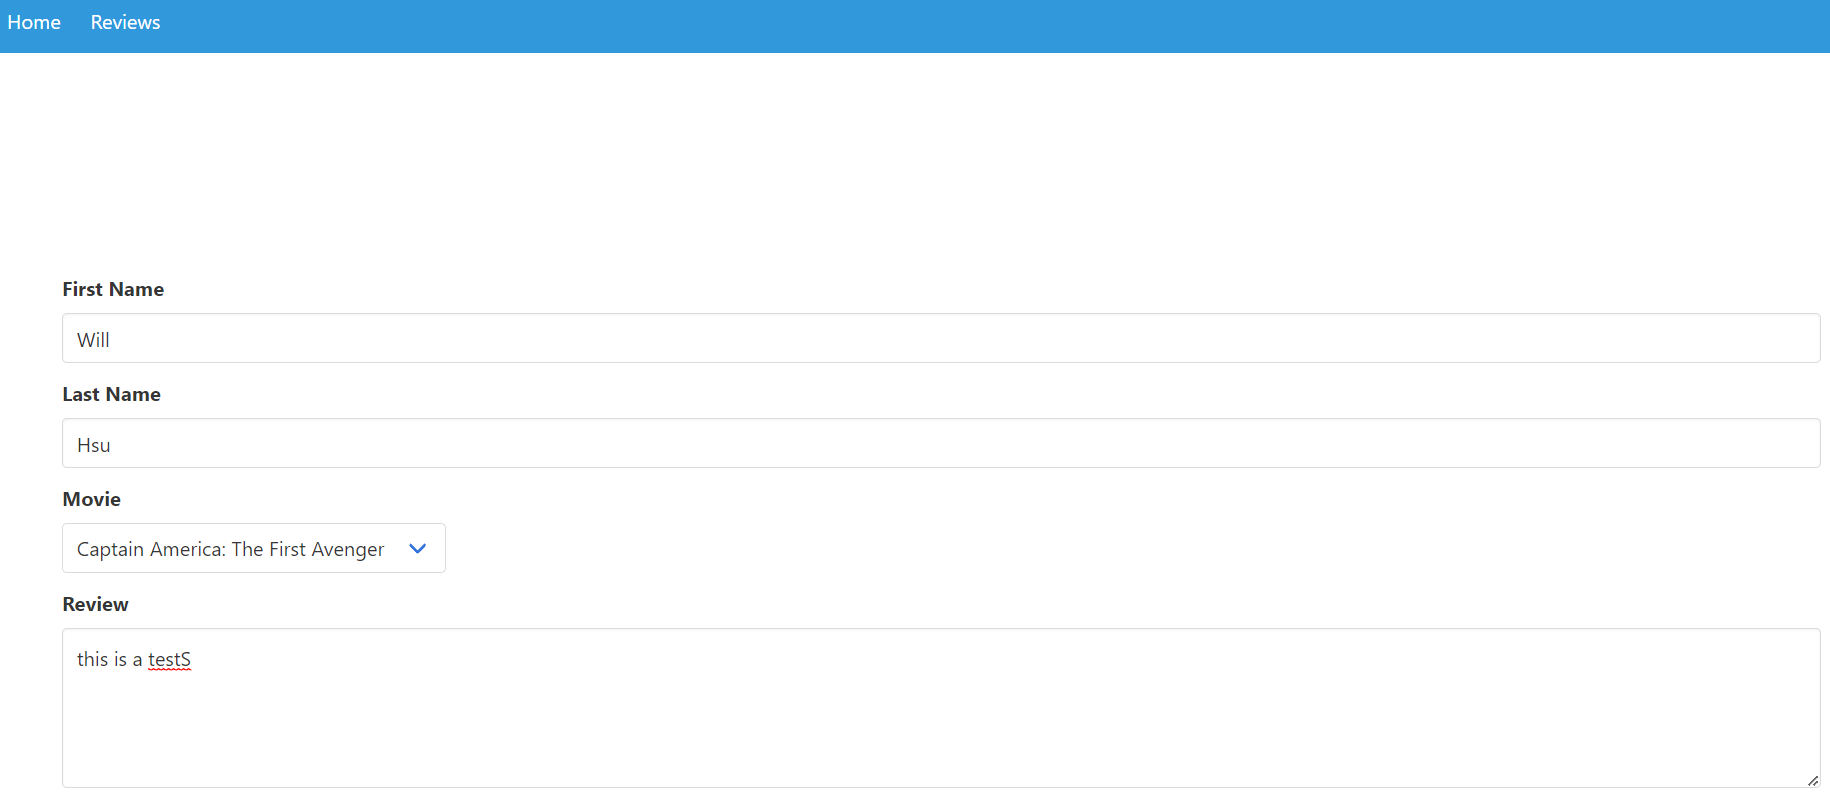 Home Reviews
First Name
Will
Last Name
Hsu
Movie
Captain America: The First Avenger
Review
this is a testS